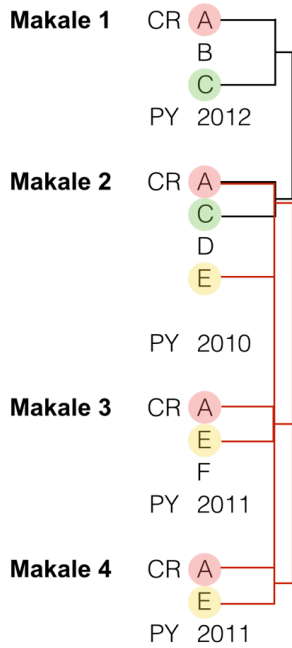 Makale 1 CR A
B
C
PY 2012
Makale 2 CR A
C
D
E
PY 2010
Makale 3 CR A
E
F
PY 2011
Makale 4 CR A
E
PY 2011